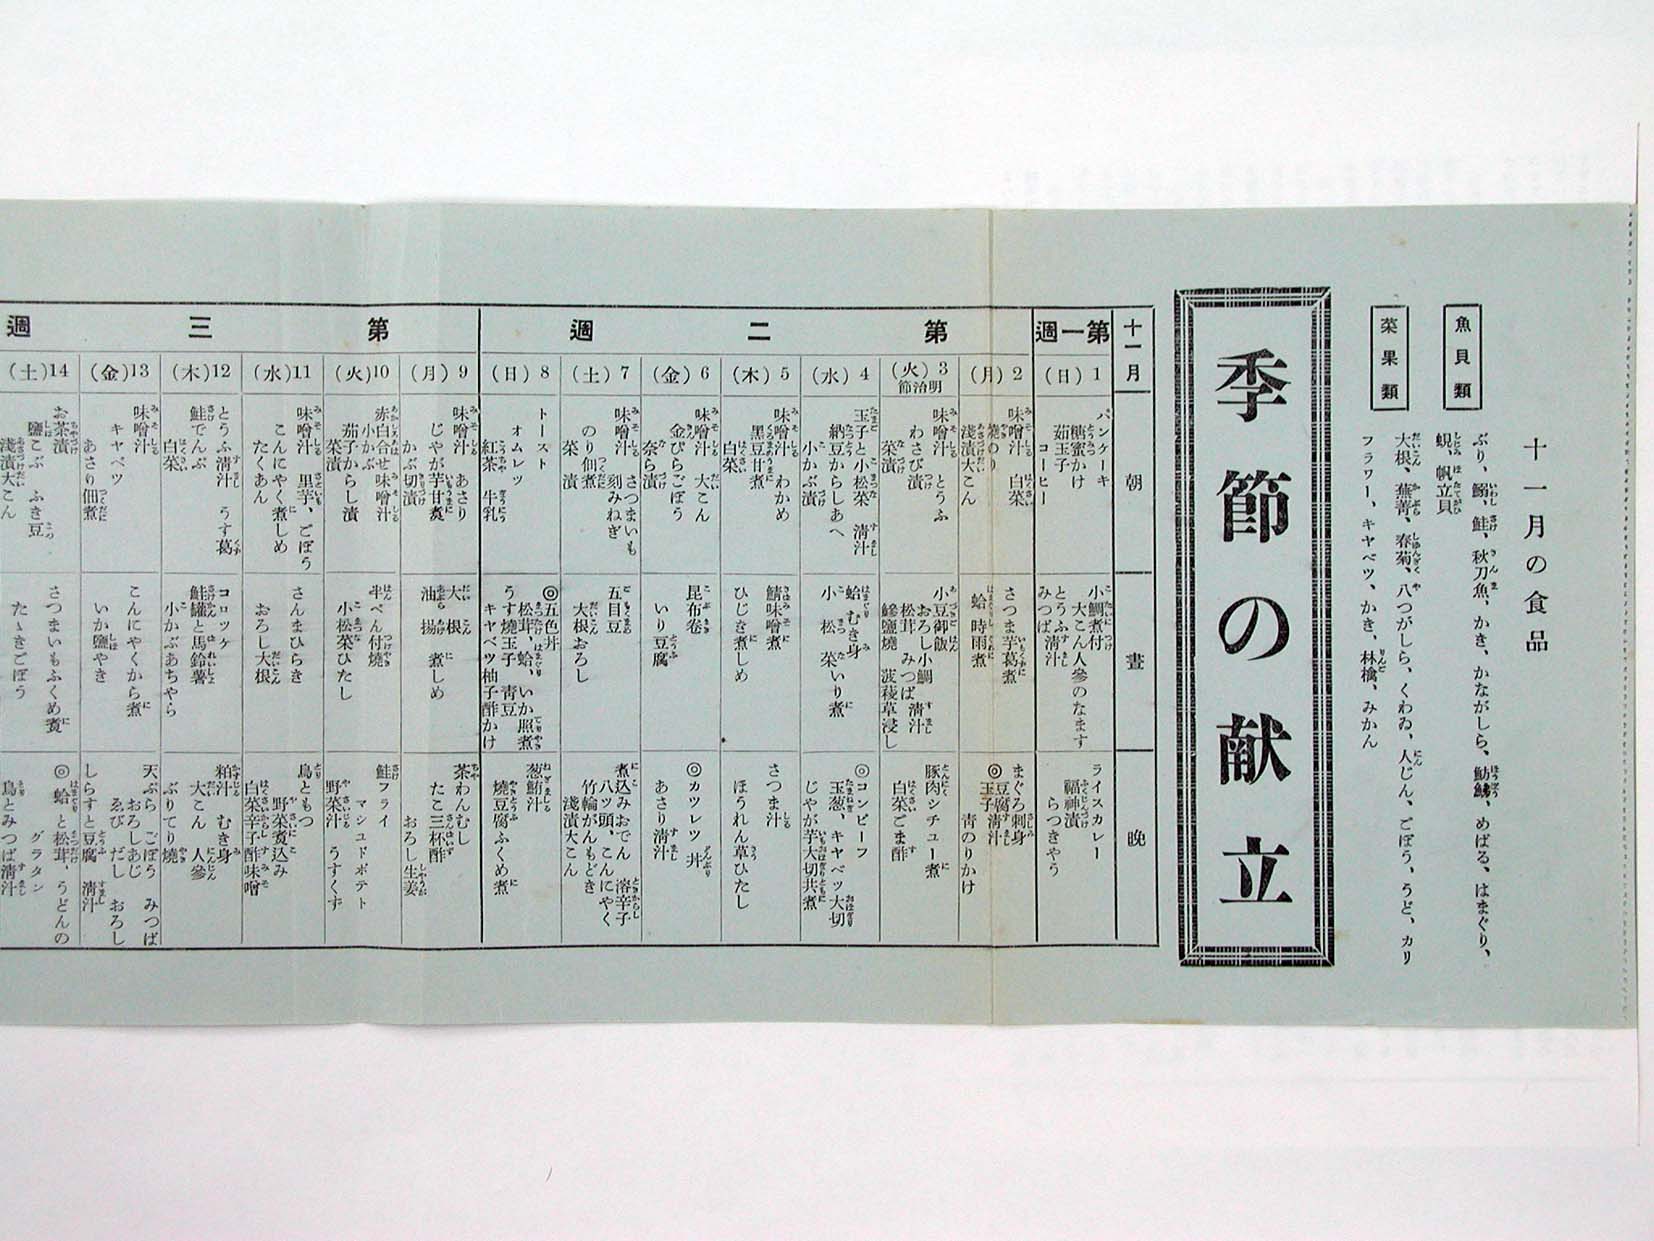 十一月の食品
魚貝類
ぶり、鰯、鮭、秋刀魚、かき、かながしら、魴鮄、めばる、はまぐり、
蜆、帆立貝
菜果類
大根、蕪菁、春菊、八つがしら、くわゐ、人じん、ごぼう、うど、カリ
フラワー、キヤベツ、かき、林檎、みかん
季節の献立
十一月
朝
晝
晩
第一週
1(日)
パンケーキ
糖蜜かけ
茹玉子
コーヒー
小鯛煮付
大こん人參のなます
とうふ清汁
みつば
ライスカレー
福神漬
らつきやう
第二週
2(月)
味噌汁 白菜
燒のり
淺漬大こん
さつま芋葛煮
蛤時雨煮
まぐろ刺身
◎豆腐清汁
玉子 青のりかけ
3(火)
明治節
味噌汁 とうふ
わさび漬
菜漬
小豆御飯
おろし小鯛
松茸 みつば 清汁
鰺鹽燒 菠薐草浸し
豚肉シチュー煮
白菜ごま酢
4(水)
玉子と小松菜 清汁
納豆からしあへ
小かぶ漬
蛤むき身
小松菜いり煮
◎コンビーフ
玉葱、キヤベツ大切
じやが芋大切共煮
5(木)
味噌汁 わかめ
黒豆甘煮
白菜
鯖味噌煮
ひじき煮しめ
さつま汁
ほうれん草ひたし
6(金)
味噌汁 大こん
金ぴらごぼう
奈ら漬
昆布卷
いり豆腐
◎カツレツ丼
あさり清汁
7(土)
味噌汁 さつまいも
刻みねぎ
のり佃煮
菜漬
五目豆
大根おろし
煮込みおでん 溶辛子
八ツ頭、こんにやく
竹輪がんもどき
淺漬大こん
8(日)
トースト
オムレツ
紅茶 牛乳
◎五色丼
松茸、蛤、いか照煮
うす燒玉子 青豆
キヤベツ柚子酢かけ
葱鮪汁
燒豆腐ふくめ煮
第三週
9(月)
味噌汁 あさり
じやが芋甘煮
かぶ切漬
大根
油揚 煮しめ
茶わんむし
たこ三杯酢
おろし生姜
10(火)
赤白合せ味噌汁
小かぶ
茄子からし漬
菜漬
半ぺん付燒
小松菜ひたし
鮭フライ
マシユドポテト
野菜汁 うすくず
11(水)
味噌汁 里芋、ごぼう
こんにやく煮しめ
たくあん
さんまひらき
おろし大根
鳥ともつ
野菜煮込み
白菜辛子酢味噌
12(木)
とうふ清汁 うす葛
鮭でんぶ
白菜
コロッケ
鮭罐と馬鈴薯
小かぶあちやら
粕汁 むき身
大こん 人參
ぶりてり燒
13(金)
味噌汁
キヤベツ
あさり佃煮
こんにやくから煮
いか鹽やき
天ぷら ごぼう みつば
おろしあじ
ゑび だし おろし
しらすと豆腐 清汁
14(土)
お茶漬
鹽こぶ ふき豆
淺漬大こん
さつまいもふくめ煮
たゝきごぼう
◎蛤と松茸、うどんの
グラタン
鳥とみつば清汁